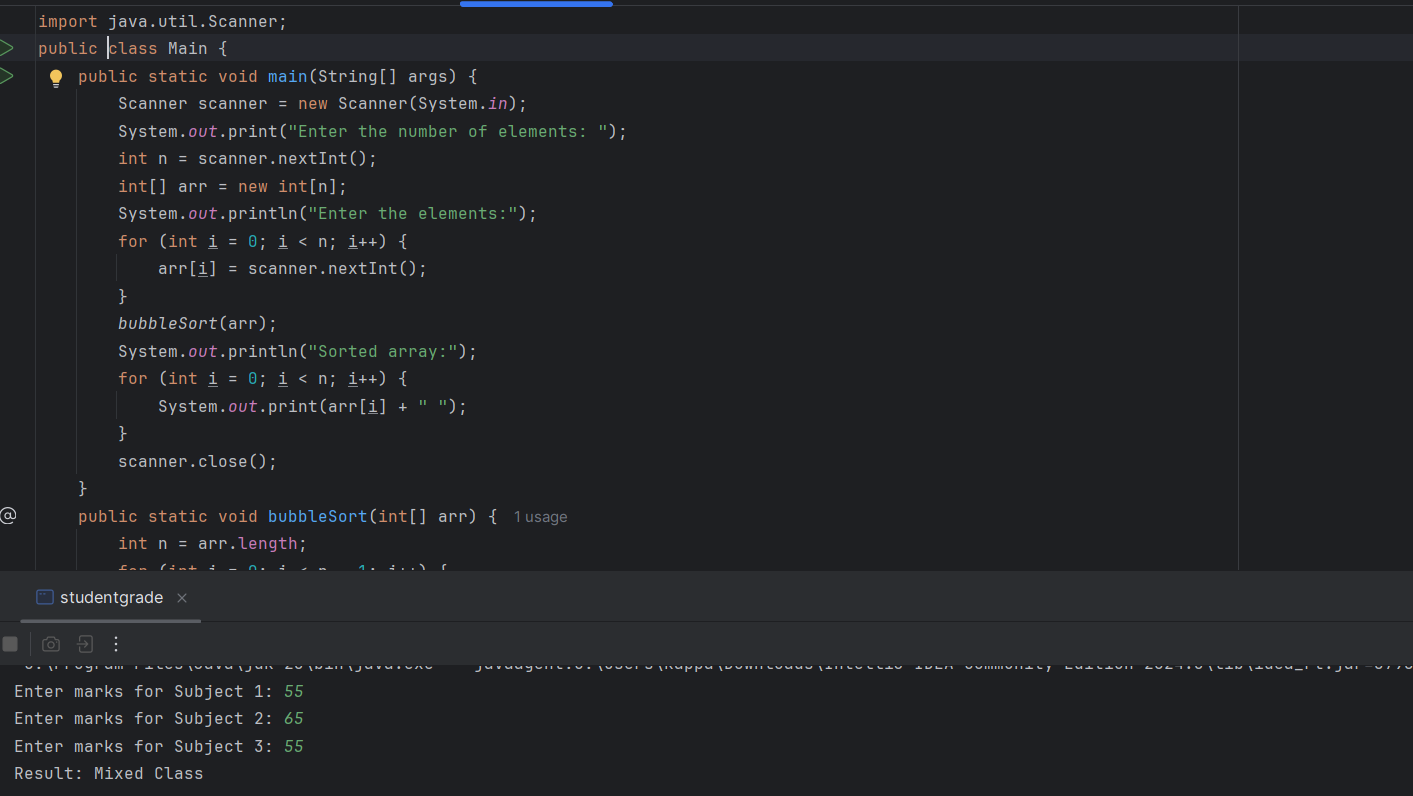 import java.util.Scanner;
public class Main {
public static void main(String[] args) {
Scanner scanner = new Scanner(System.in);
System.out.print("Enter the number of elements: ");
int n = scanner.nextInt();
int[] arr = new int[n];
System.out.println("Enter the elements:");
for (int i = 0; i < n; i++) {
arr[i] = scanner.nextInt();
}
bubbleSort(arr);
System.out.println("Sorted array:");
for (int i = 0; i < n; i++) {
System.out.print(arr[i] + " ");
}
scanner.close();
}
@ public static void bubbleSort(int[] arr) { 1 usage
int n = arr.length;
for (int i = 0; i < n - 1; i++) {
studentgrade
Enter marks for Subject 1: 55
Enter marks for Subject 2: 65
Enter marks for Subject 3: 55
Result: Mixed Class